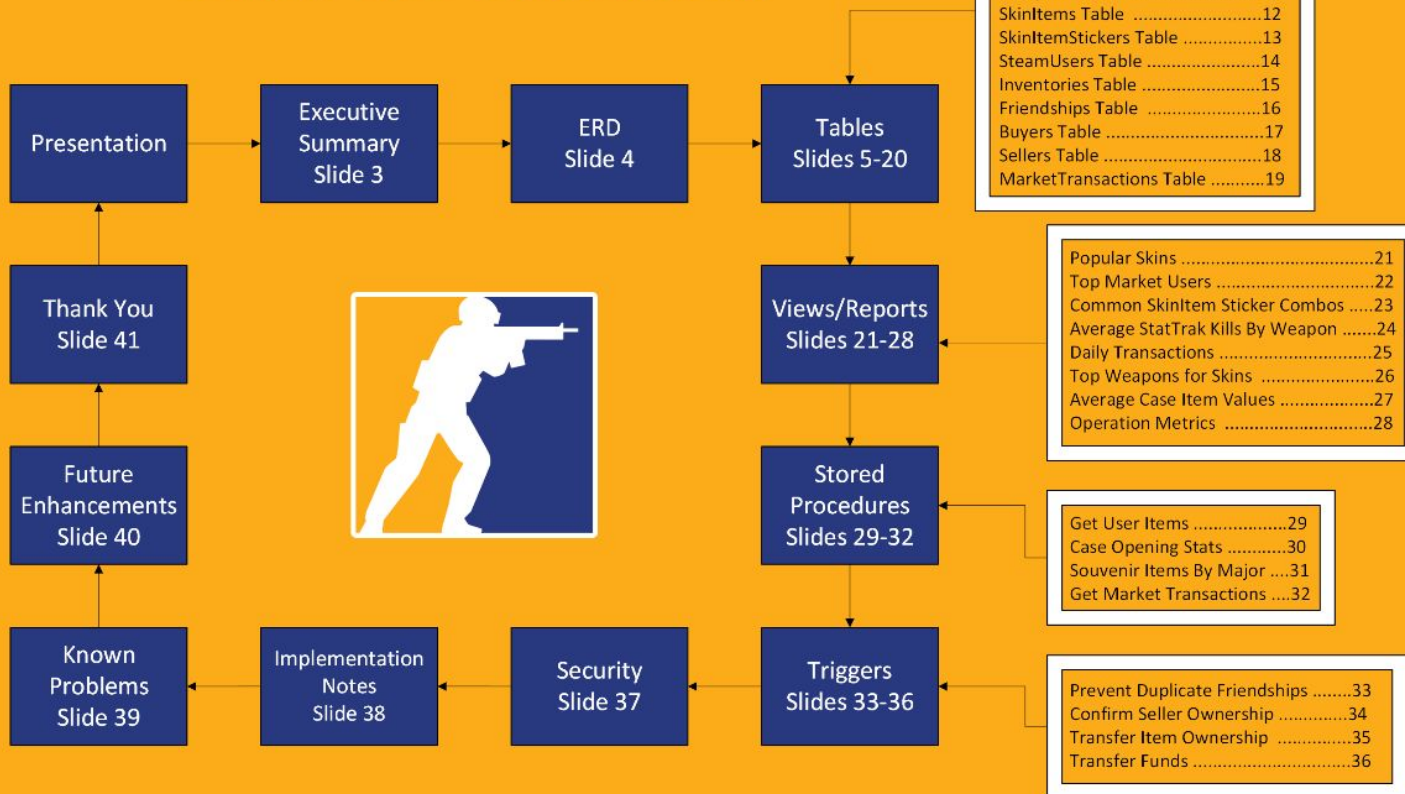 SkinItems Table ........................12
SkinItemStickers Table ..............13
SteamUsers Table .....................14
Inventories Table ......................15
Friendships Table .....................16
Buyers Table .............................17
Sellers Table .............................18
MarketTransactions Table ...........19
Presentation
Executive
Summary
Slide 3
ERD
Slide 4
Tables
Slides 5-20
Popular Skins ......................................21
Top Market Users ...............................22
Common SkinItem Sticker Combos .....23
Average StatTrak Kills By Weapon .......24
Daily Transactions ...............................25
Top Weapons for Skins .......................26
Average Case Item Values ....................27
Operation Metrics ..............................28
Views/Reports
Slides 21-28
Thank You
Slide 41
Future
Enhancements
Slide 40
Stored
Procedures
Slides 29-32
Get User Items ...................29
Case Opening Stats ...........30
Souvenir Items By Major ....31
Get Market Transactions ....32
Known
Problems
Slide 39
Implementation
Notes
Slide 38
Security
Slide 37
Triggers
Slides 33-36
Prevent Duplicate Friendships ........33
Confirm Seller Ownership ..............34
Transfer Item Ownership ...............35
Transfer Funds ..............................36